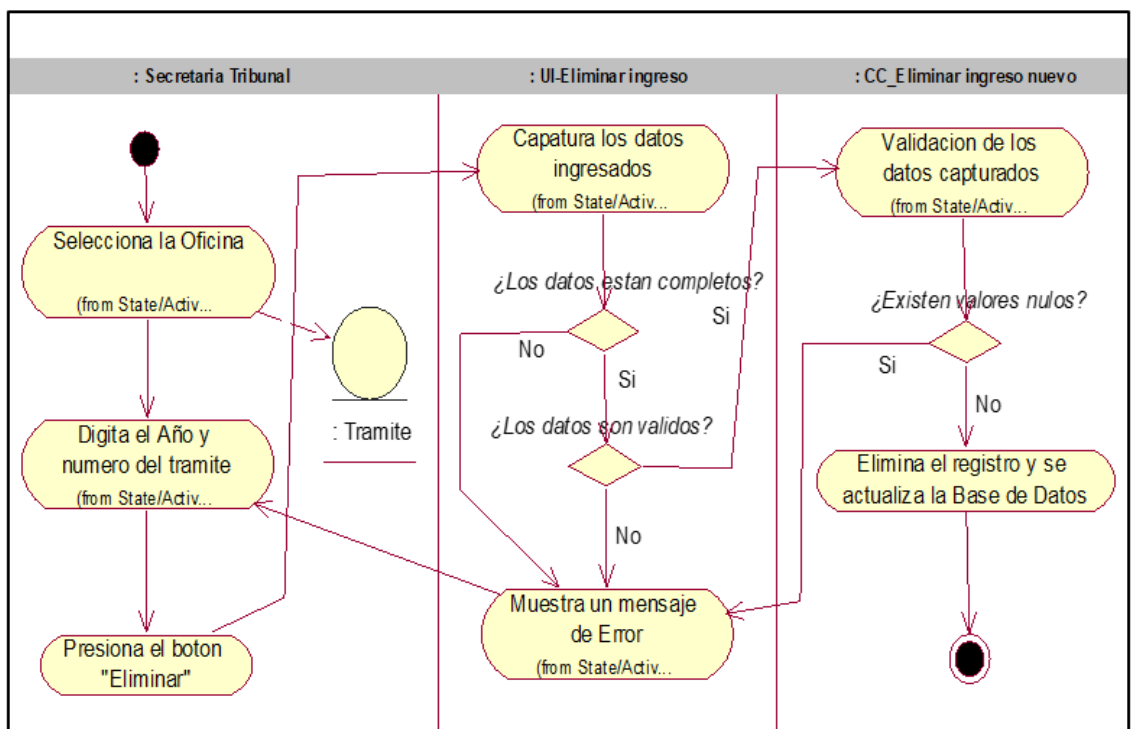 : Secretaria Tribunal
: UI-Eliminar ingreso
: CC_Eliminar ingreso nuevo
Selecciona la Oficina
(from State/Activ...
: Tramite
Digita el Año y
numero del tramite
(from State/Activ...
Presiona el boton
"Eliminar"
Capatura los datos
ingresados
(from State/Activ...
¿Los datos estan completos?
No
Si
Si
¿Los datos son validos?
No
Muestra un mensaje
de Error
(from State/Activ...
Validacion de los
datos capturados
(from State/Activ...
¿Existen valores nulos?
Si
No
Elimina el registro y se
actualiza la Base de Datos